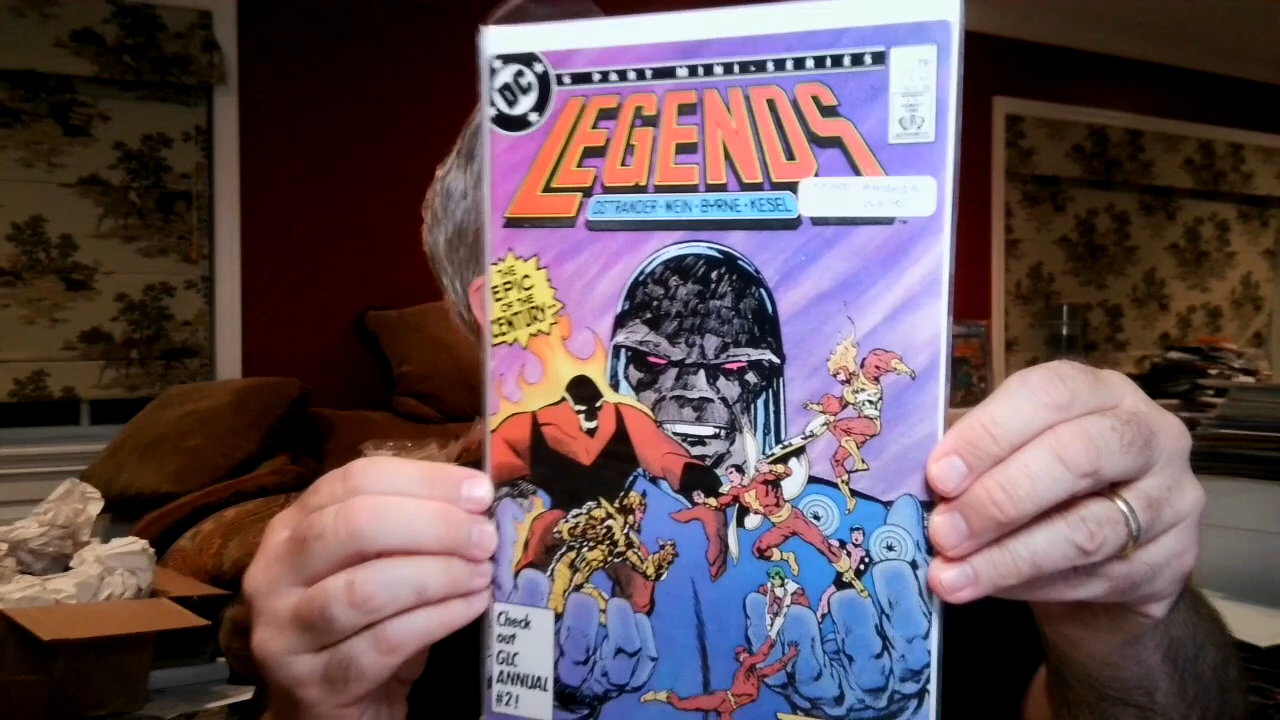 DC
6 PART MINI-SERIES
LEGENDS
OSTRANDER • WEIN • BYRNE • KESEL
THE
EPIC
OF THE
CENTURY
Check
out
GLC
ANNUAL
#2!